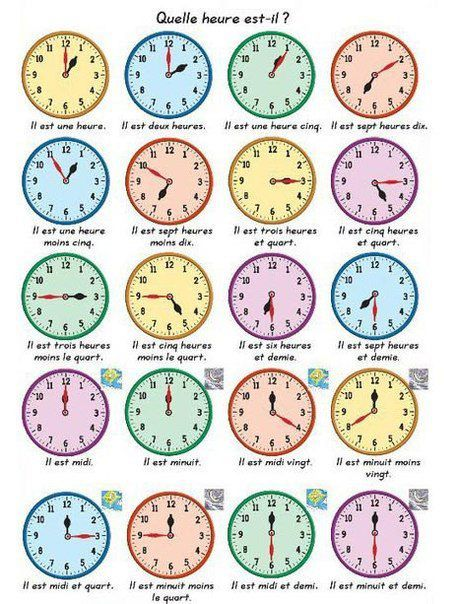 Quelle heure est-il ?
Il est une heure.
Il est deux heures.
Il est une heure cinq.
Il est sept heures dix.
Il est une heure
moins cinq.
Il est sept heures
moins dix.
Il est trois heures
et quart.
Il est cinq heures
et quart.
Il est trois heures
moins le quart.
Il est cinq heures
moins le quart.
Il est six heures
et demie.
Il est sept heures
et demie.
Il est midi.
Il est minuit.
Il est midi vingt.
Il est minuit moins
vingt.
Il est midi et quart.
Il est minuit moins
le quart.
Il est midi et demi.
Il est minuit et demi.